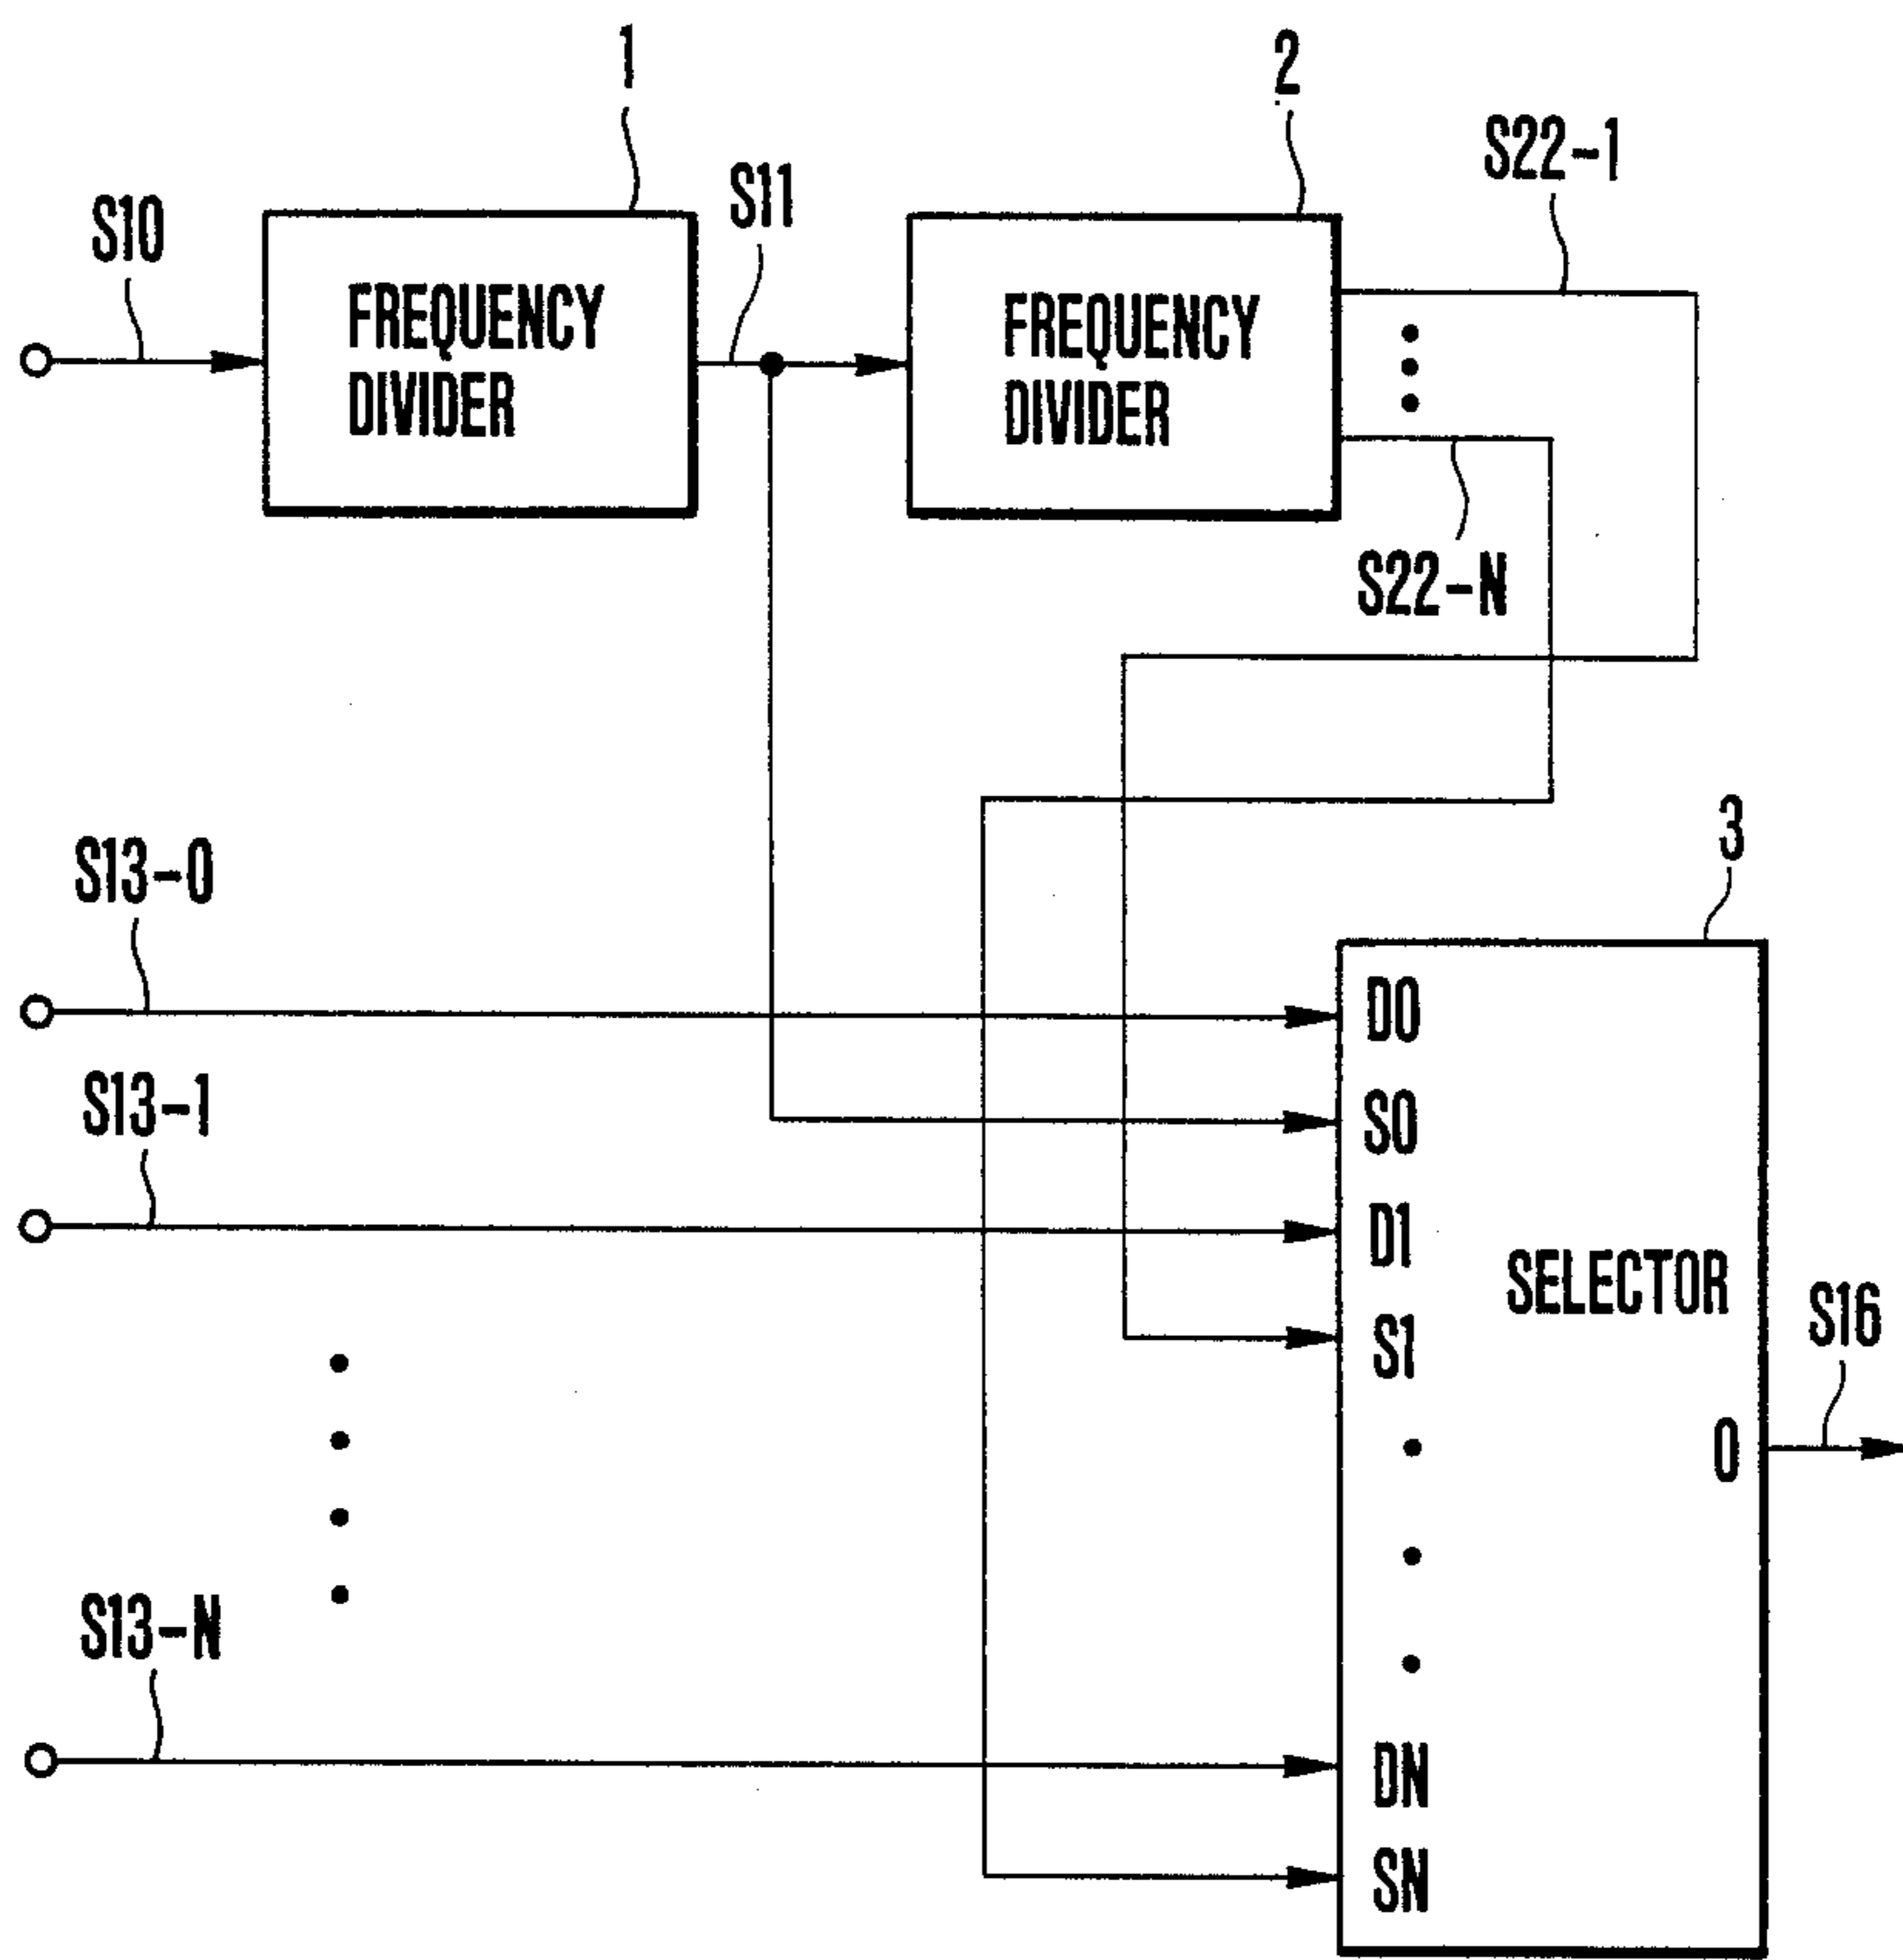 1
2
S22-1
S10
S11
FREQUENCY
DIVIDER
FREQUENCY
DIVIDER
S22-N
3
S13-0
D0
S13-1
S0
D1
SELECTOR
S16
S1
0
S13-N
DN
SN